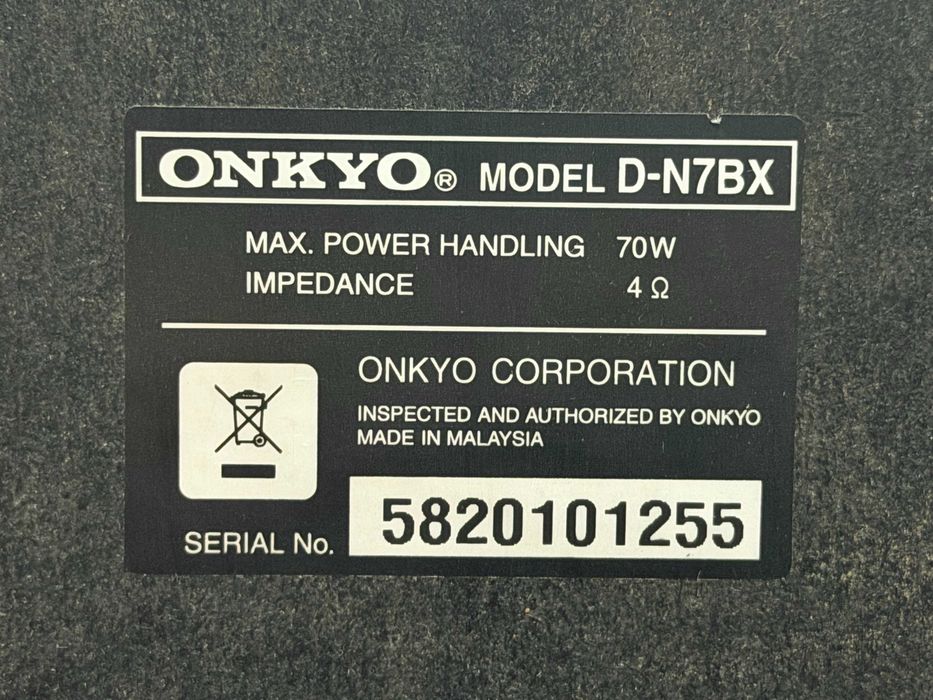 ONKYO® MODEL D-N7BX
MAX. POWER HANDLING 70W
IMPEDANCE 4 Ω
ONKYO CORPORATION
INSPECTED AND AUTHORIZED BY ONKYO
MADE IN MALAYSIA
SERIAL No. 5820101255